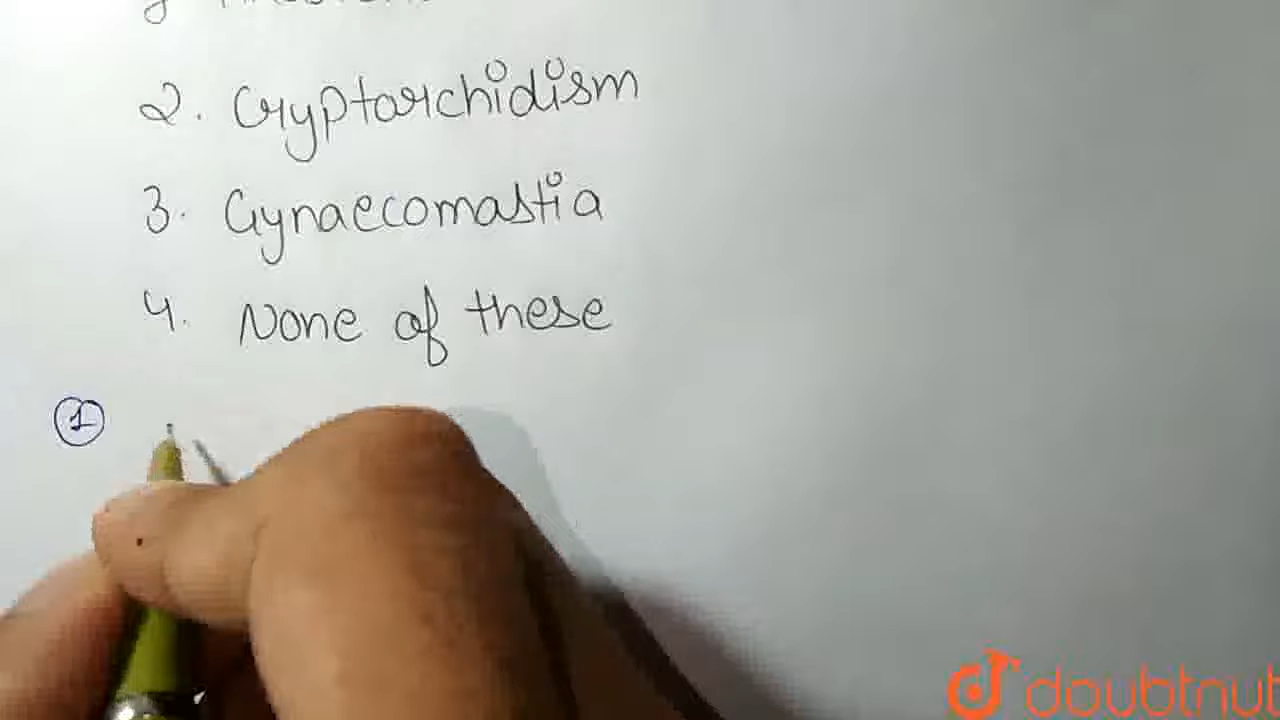 2. Cryptorchidism
3. Gynaecomastia
4. None of these
1
doubtnut